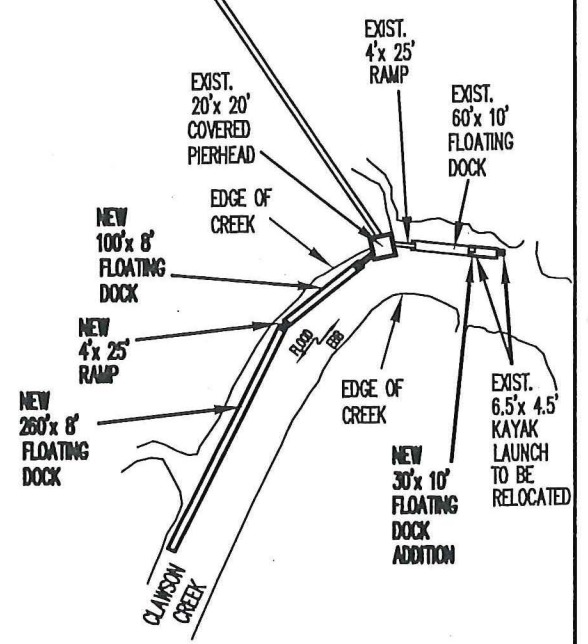 EXIST.
4'x 25'
RAMP
EXIST.
20'x 20'
COVERED
PIERHEAD
EXIST.
60'x 10'
FLOATING
DOCK
EDGE OF
CREEK
NEW
100'x 8'
FLOATING
DOCK
NEW
4'x 25'
RAMP
FLOOD
EBB
NEW
260'x 8'
FLOATING
DOCK
EDGE OF
CREEK
EXIST.
6.5'x 4.5'
KAYAK
LAUNCH
TO BE
RELOCATED
NEW
30'x 10'
FLOATING
DOCK
ADDITION
CLAWSON
CREEK